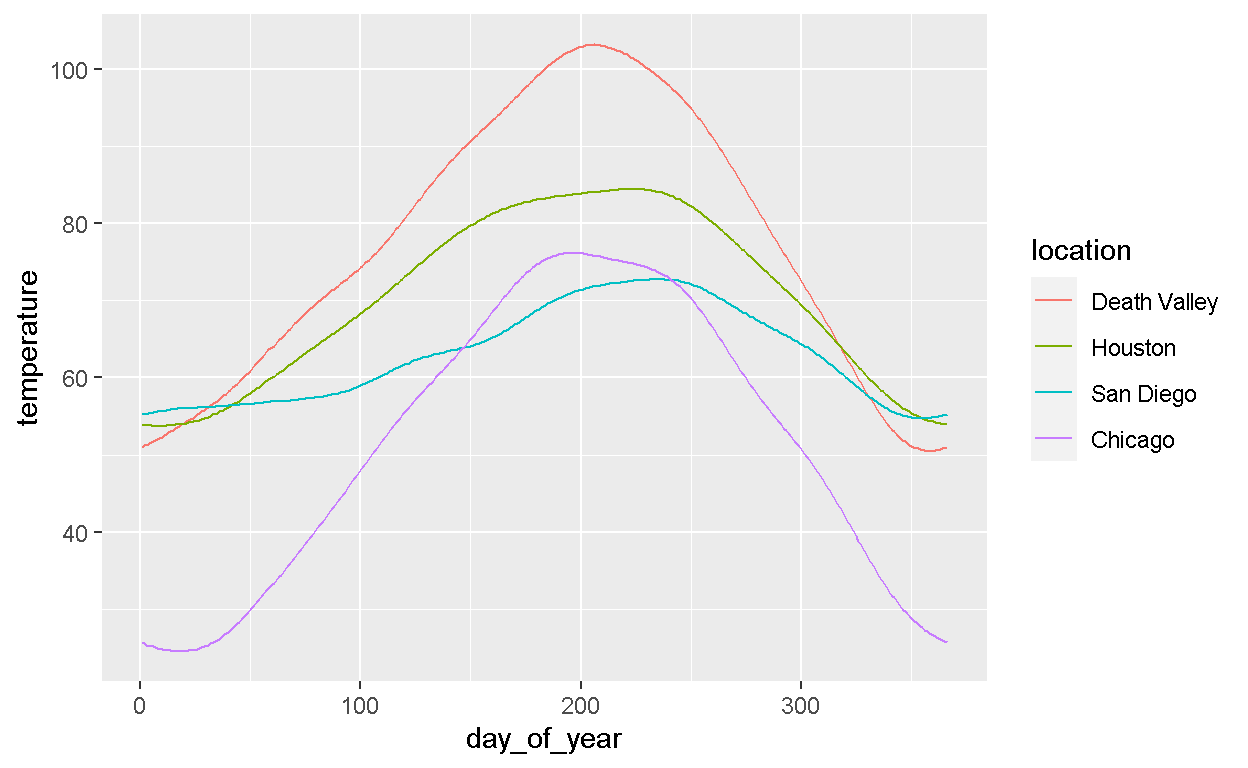 100
80
60
40
temperature
0
100
200
300
day_of_year
location
Death Valley
Houston
San Diego
Chicago